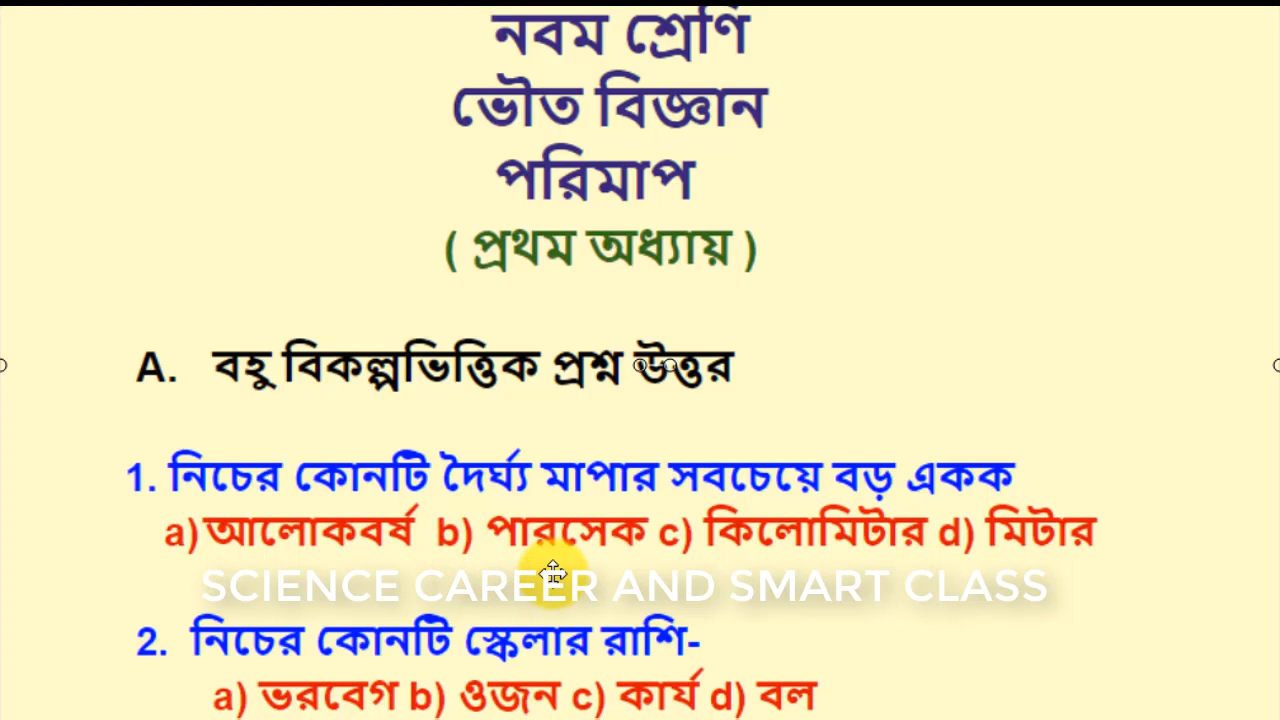 নবম শ্রেণি
ভৌত বিজ্ঞান
পরিমাপ
( প্রথম অধ্যায় )
A. বহু বিকল্পভিত্তিক প্রশ্ন উত্তর
1. নিচের কোনটি দৈর্ঘ্য মাপার সবচেয়ে বড় একক
a) আলোকবর্ষ b) পারসেক c) কিলোমিটার d) মিটার
SCIENCE CAREER AND SMART CLASS
2. নিচের কোনটি স্কেলার রাশি-
a) ভরবেগ b) ওজন c) কার্য d) বল